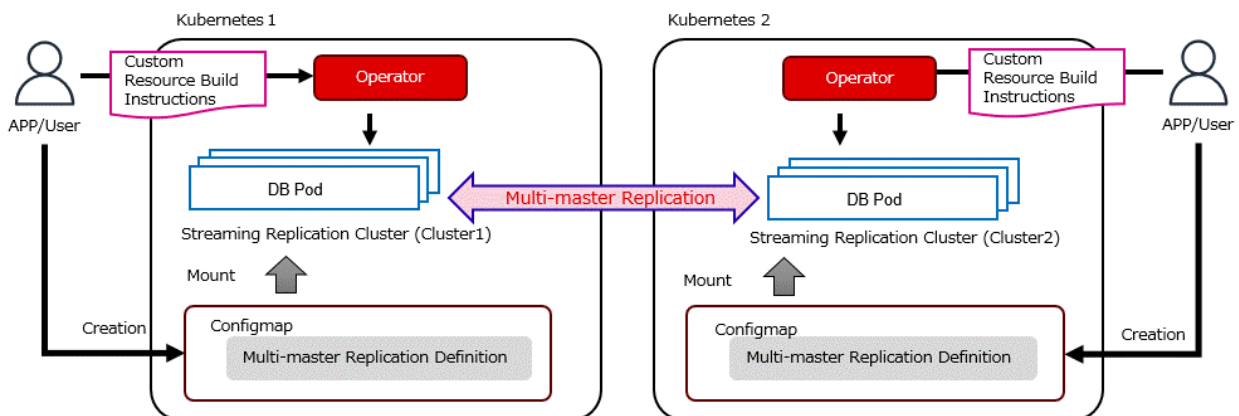 Kubernetes 1
Custom
Resource Build
Instructions
Operator
APP/User
DB Pod
Streaming Replication Cluster (Cluster1)
Mount
Creation
Configmap
Multi-master Replication Definition
Multi-master Replication
Kubernetes 2
Operator
Custom
Resource Build
Instructions
APP/User
DB Pod
Streaming Replication Cluster (Cluster2)
Mount
Configmap
Multi-master Replication Definition
Creation